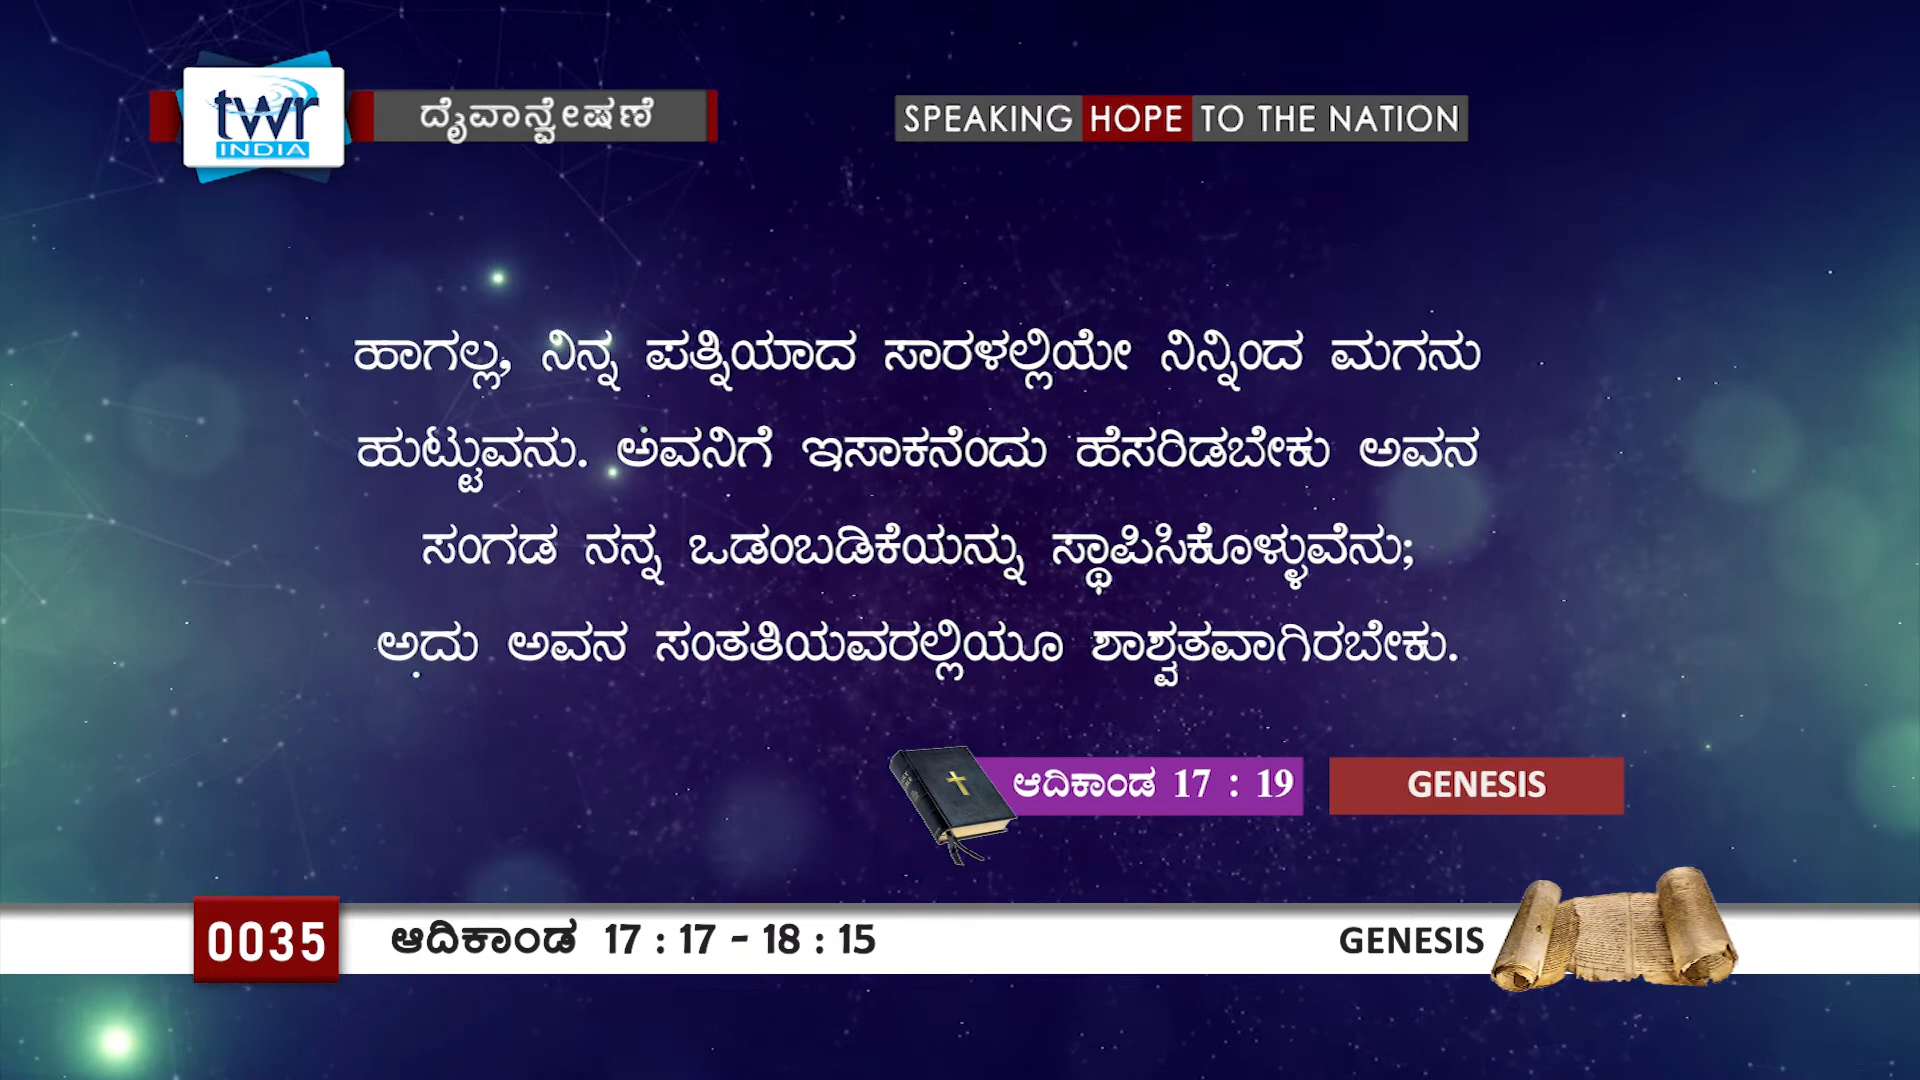 twr
INDIA
ದೈವಾನ್ವೇಷಣೆ
SPEAKING HOPE TO THE NATION
ಹಾಗಲ್ಲ, ನಿನ್ನ ಪತ್ನಿಯಾದ ಸಾರಳಲ್ಲಿಯೇ ನಿನ್ನಿಂದ ಮಗನು
ಹುಟ್ಟುವನು. ಅವನಿಗೆ ಇಸಾಕನೆಂದು ಹೆಸರಿಡಬೇಕು ಅವನ
ಸಂಗಡ ನನ್ನ ಒಡಂಬಡಿಕೆಯನ್ನು ಸ್ಥಾಪಿಸಿಕೊಳ್ಳುವೆನು;
ಅದು ಅವನ ಸಂತತಿಯವರಲ್ಲಿಯೂ ಶಾಶ್ವತವಾಗಿರಬೇಕು.
ಆದಿಕಾಂಡ 17 : 19
GENESIS
0035
ಆದಿಕಾಂಡ 17 : 17 - 18 : 15
GENESIS